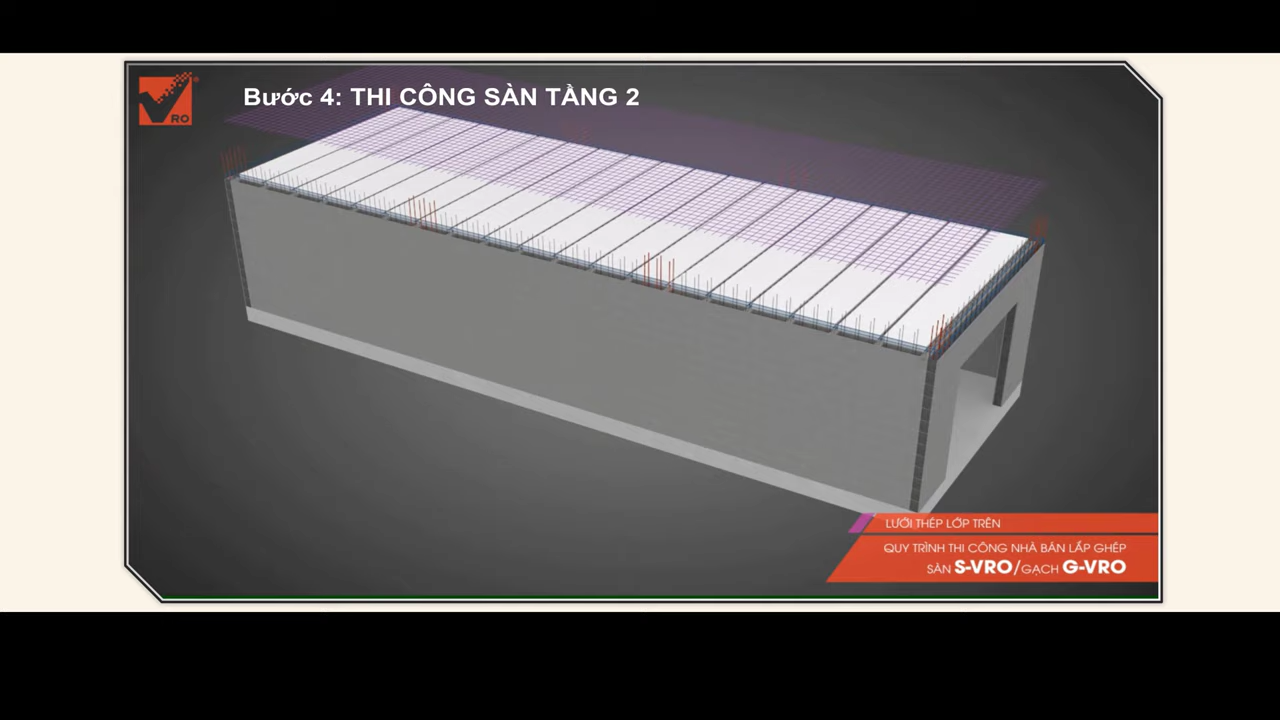 RO
Bước 4: THI CÔNG SÀN TẦNG 2
LƯỚI THÉP LỚP TRÊN
QUY TRÌNH THI CÔNG NHÀ BÁN LẮP GHÉP
SÀN S-VRO/GẠCH G-VRO